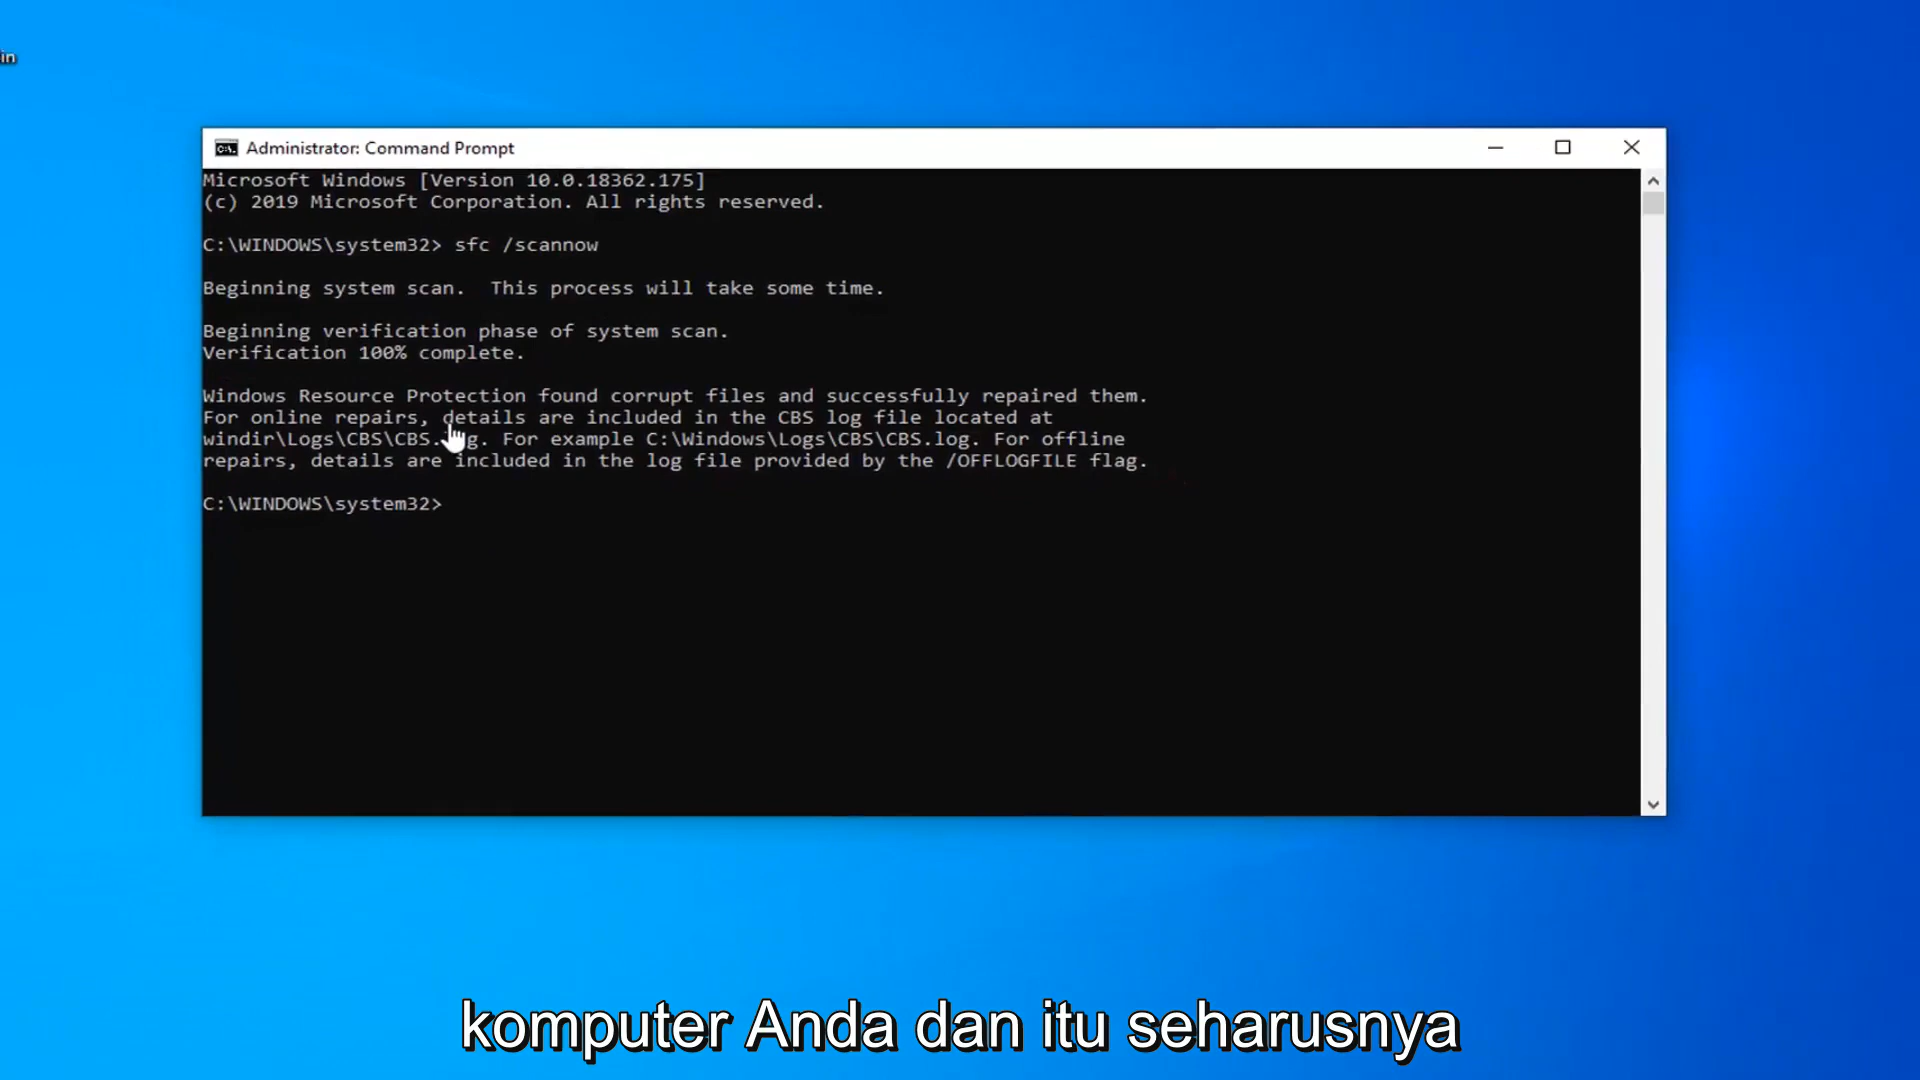 in
Administrator: Command Prompt
Microsoft Windows [Version 10.0.18362.175]
(c) 2019 Microsoft Corporation. All rights reserved.
C:\WINDOWS\system32> sfc /scannow
Beginning system scan.  This process will take some time.
Beginning verification phase of system scan.
Verification 100% complete.
Windows Resource Protection found corrupt files and successfully repaired them.
For online repairs, details are included in the CBS log file located at
windir\Logs\CBS\CBS.log. For example C:\Windows\Logs\CBS\CBS.log. For offline
repairs, details are included in the log file provided by the /OFFLOGFILE flag.
C:\WINDOWS\system32>
komputer Anda dan itu seharusnya